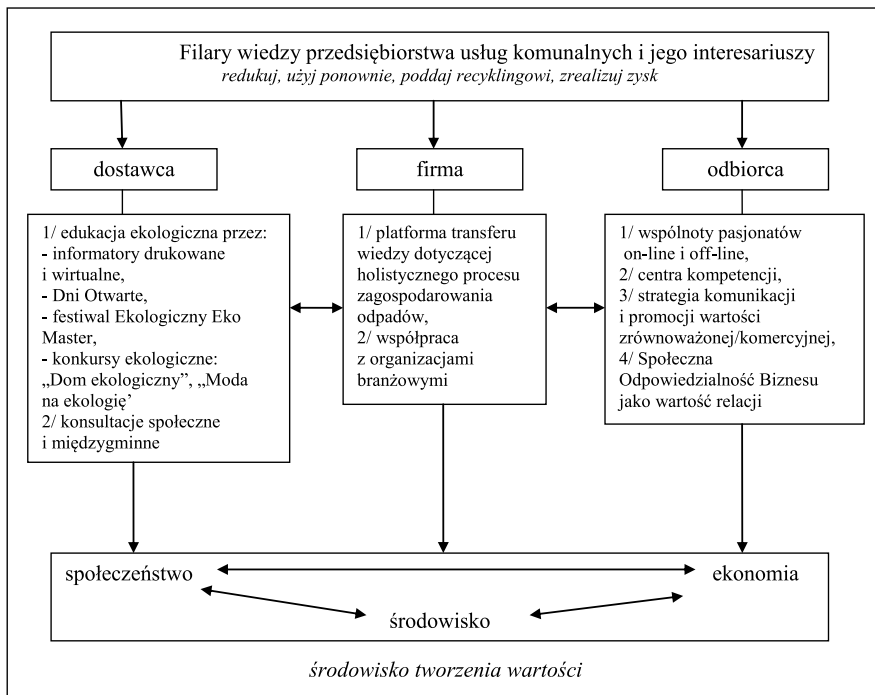 Filary wiedzy przedsiębiorstwa usług komunalnych i jego interesariuszy
redukuj, użyj ponownie, poddaj recyklingowi, zrealizuj zysk
dostawca
firma
odbiorca
1/ edukacja ekologiczna przez:
- informatory drukowane
i wirtualne,
- Dni Otwarte,
- festiwal Ekologiczny Eko
Master,
- konkursy ekologiczne:
„Dom ekologiczny”, „Moda
na ekologię’
2/ konsultacje społeczne
i międzygminne
1/ platforma transferu
wiedzy dotyczącej
holistycznego procesu
zagospodarowania
odpadów,
2/ współpraca
z organizacjami
branżowymi
1/ wspólnoty pasjonatów
on-line i off-line,
2/ centra kompetencji,
3/ strategia komunikacji
i promocji wartości
zrównoważonej/komercyjnej,
4/ Społeczna
Odpowiedzialność Biznesu
jako wartość relacji
społeczeństwo
ekonomia
środowisko
środowisko tworzenia wartości